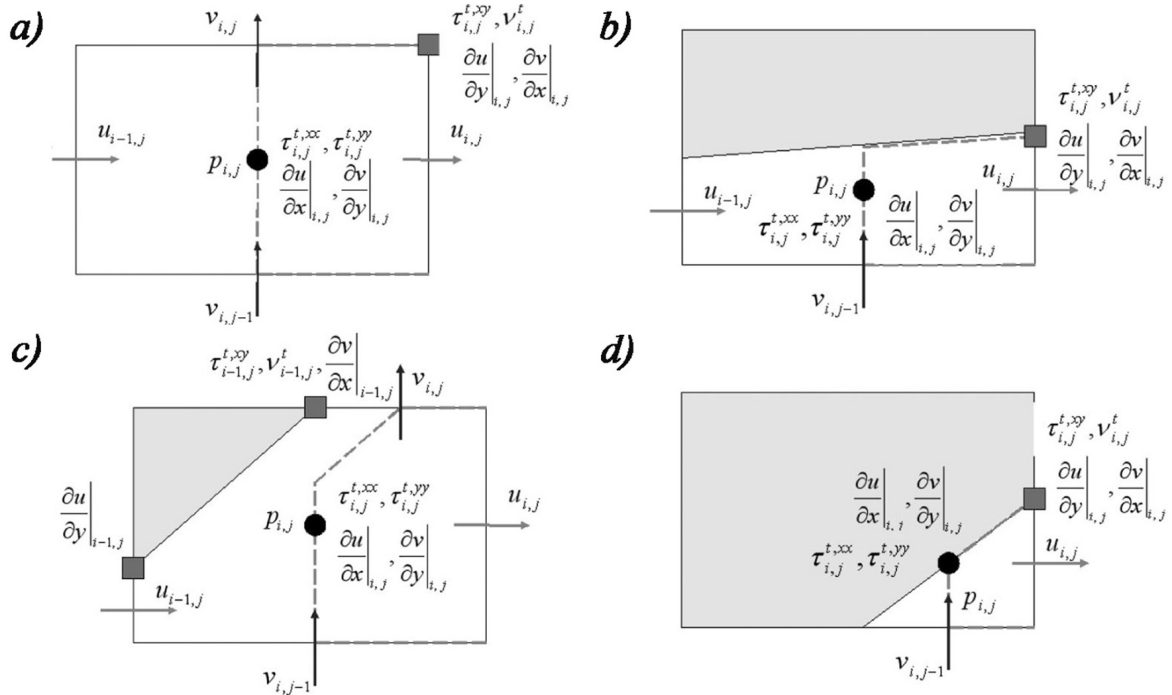 a)
v_{i,j}
τ^{t,xy}_{i,j}, ν^{t}_{i,j}
∂u/∂y|_{i,j}, ∂v/∂x|_{i,j}
u_{i-1,j}
τ^{t,xx}_{i,j}, τ^{t,yy}_{i,j}
p_{i,j}
u_{i,j}
∂u/∂x|_{i,j}, ∂v/∂y|_{i,j}
v_{i,j-1}
b)
τ^{t,xy}_{i,j}, ν^{t}_{i,j}
∂u/∂y|_{i,j}, ∂v/∂x|_{i,j}
p_{i,j}
u_{i,j}
u_{i-1,j}
τ^{t,xx}_{i,j}, τ^{t,yy}_{i,j}
∂u/∂x|_{i,j}, ∂v/∂y|_{i,j}
v_{i,j-1}
c)
τ^{t,xy}_{i-1,j}, ν^{t}_{i-1,j}, ∂v/∂x|_{i-1,j}
v_{i,j}
∂u/∂y|_{i-1,j}
τ^{t,xx}_{i,j}, τ^{t,yy}_{i,j}
p_{i,j}
u_{i,j}
∂u/∂x|_{i,j}, ∂v/∂y|_{i,j}
u_{i-1,j}
v_{i,j-1}
d)
τ^{t,xy}_{i,j}, ν^{t}_{i,j}
∂u/∂y|_{i,j}, ∂v/∂x|_{i,j}
∂u/∂x|_{i,j}, ∂v/∂y|_{i,j}
τ^{t,xx}_{i,j}, τ^{t,yy}_{i,j}
u_{i,j}
p_{i,j}
v_{i,j-1}